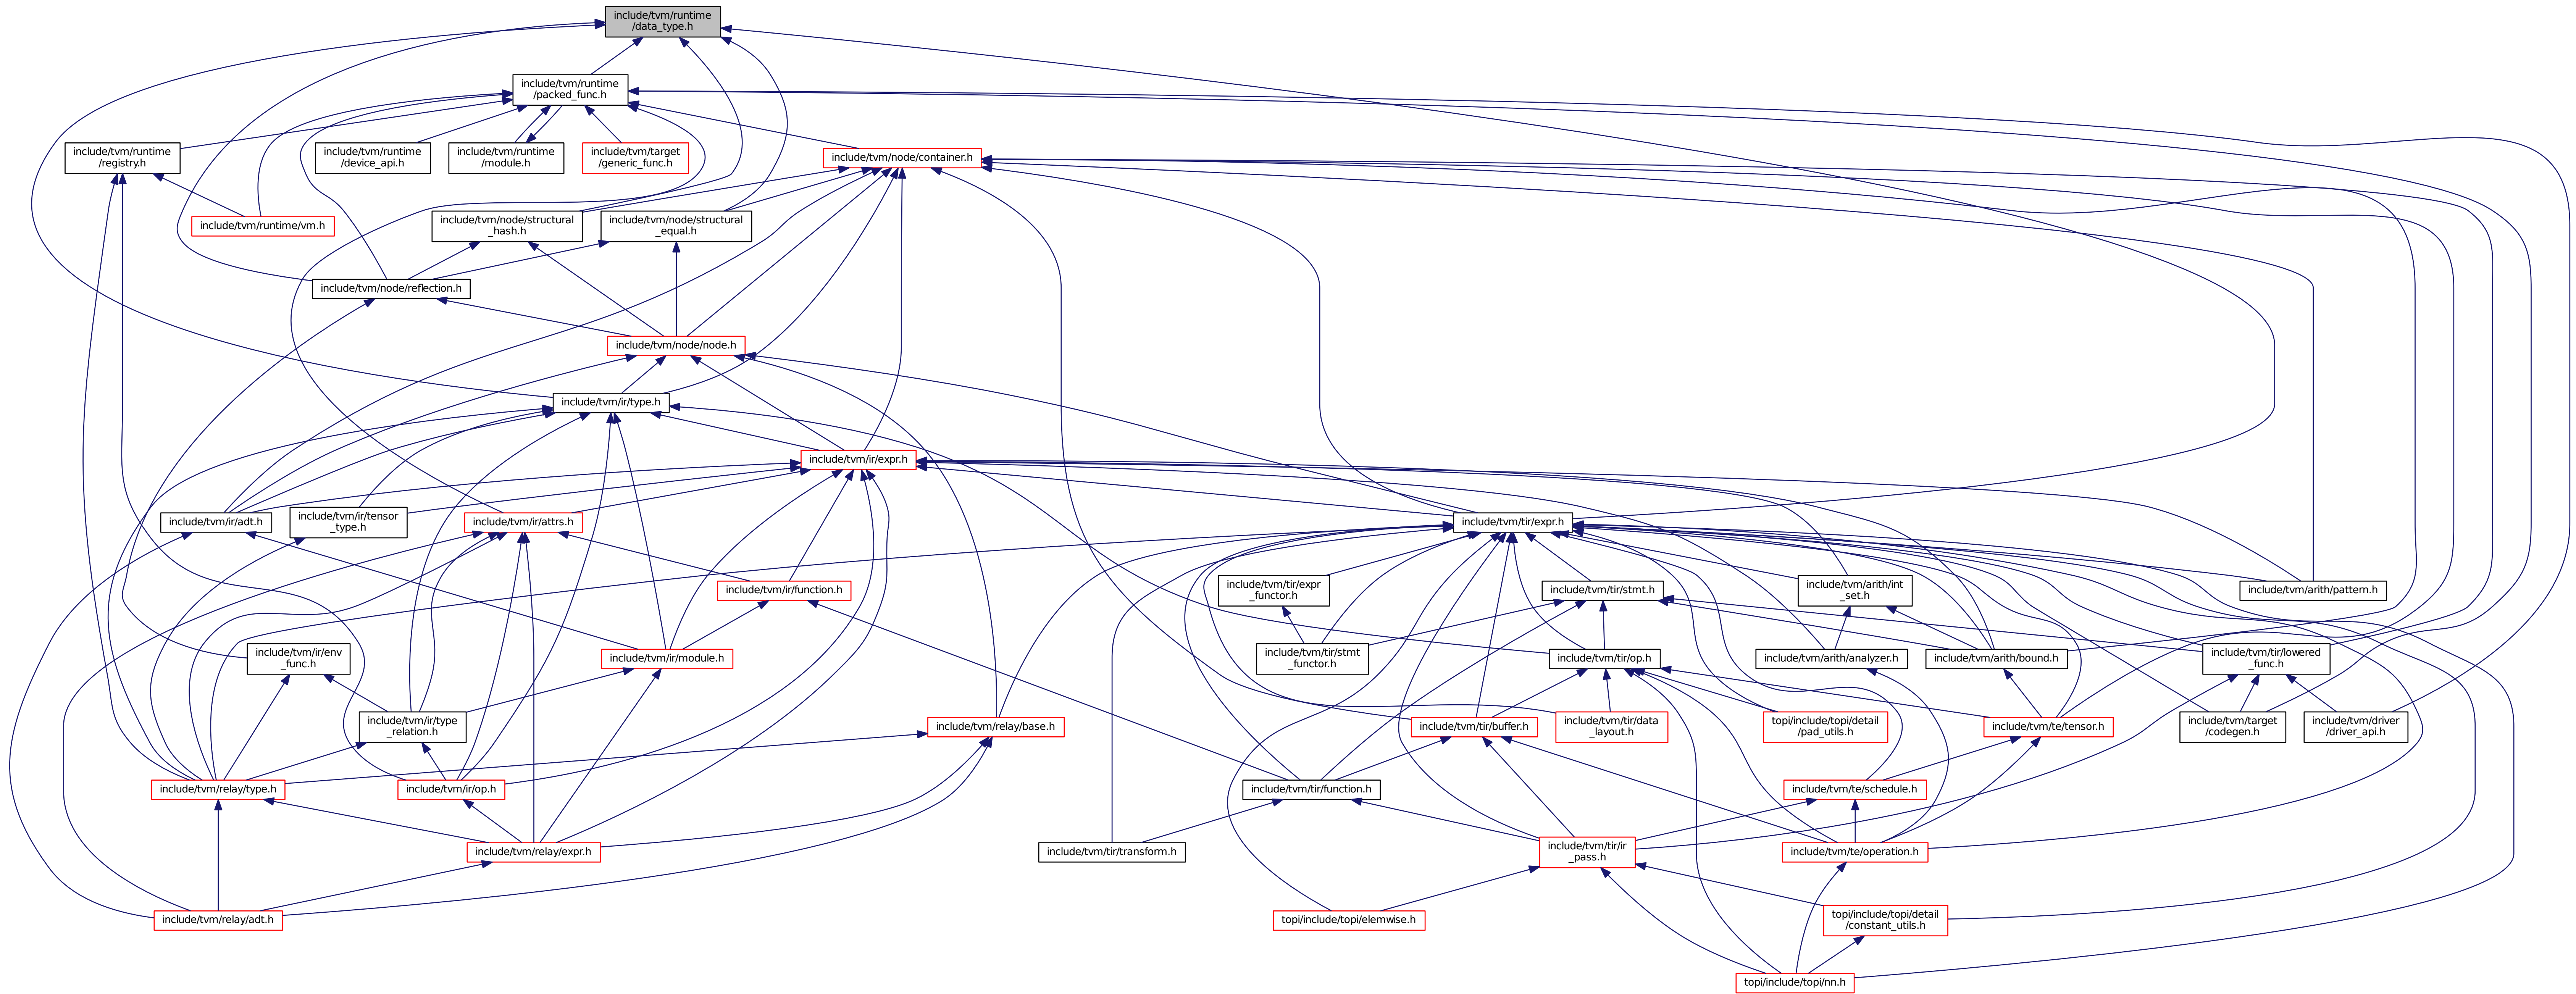 include/tvm/runtime
/data_type.h
include/tvm/runtime
/packed_func.h
include/tvm/runtime
/registry.h
include/tvm/runtime
/device_api.h
include/tvm/runtime
/module.h
include/tvm/target
/generic_func.h
include/tvm/node/container.h
include/tvm/runtime/vm.h
include/tvm/node/structural
_hash.h
include/tvm/node/structural
_equal.h
include/tvm/node/reflection.h
include/tvm/node/node.h
include/tvm/ir/type.h
include/tvm/ir/expr.h
include/tvm/ir/adt.h
include/tvm/ir/tensor
_type.h
include/tvm/ir/attrs.h
include/tvm/tir/expr.h
include/tvm/ir/function.h
include/tvm/tir/expr
_functor.h
include/tvm/tir/stmt.h
include/tvm/arith/int
_set.h
include/tvm/arith/pattern.h
include/tvm/ir/env
_func.h
include/tvm/ir/module.h
include/tvm/tir/stmt
_functor.h
include/tvm/tir/op.h
include/tvm/arith/analyzer.h
include/tvm/arith/bound.h
include/tvm/tir/lowered
_func.h
include/tvm/ir/type
_relation.h
include/tvm/relay/base.h
include/tvm/tir/buffer.h
include/tvm/tir/data
_layout.h
topi/include/topi/detail
/pad_utils.h
include/tvm/te/tensor.h
include/tvm/target
/codegen.h
include/tvm/driver
/driver_api.h
include/tvm/relay/type.h
include/tvm/ir/op.h
include/tvm/tir/function.h
include/tvm/te/schedule.h
include/tvm/relay/expr.h
include/tvm/tir/transform.h
include/tvm/tir/ir
_pass.h
include/tvm/te/operation.h
include/tvm/relay/adt.h
topi/include/topi/elemwise.h
topi/include/topi/detail
/constant_utils.h
topi/include/topi/nn.h